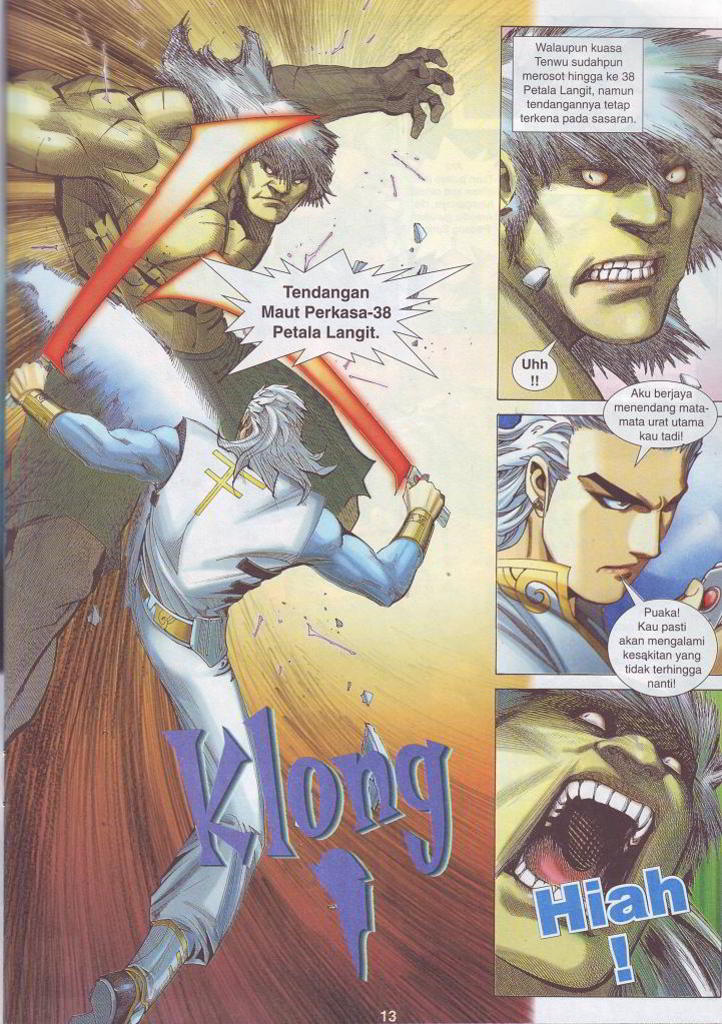 Tendangan
Maut Perkasa-38
Petala Langit.
Klong
!
Walaupun kuasa
Tenwu sudahpun
merosot hingga ke 38
Petala Langit, namun
tendangannya tetap
terkena pada sasaran.
Uhh
!!
Aku berjaya
menendang mata-
mata urat utama
kau tadi!
Puaka!
Kau pasti
akan mengalami
kesakitan yang
tidak terhingga
nanti!
Hiah
!
13